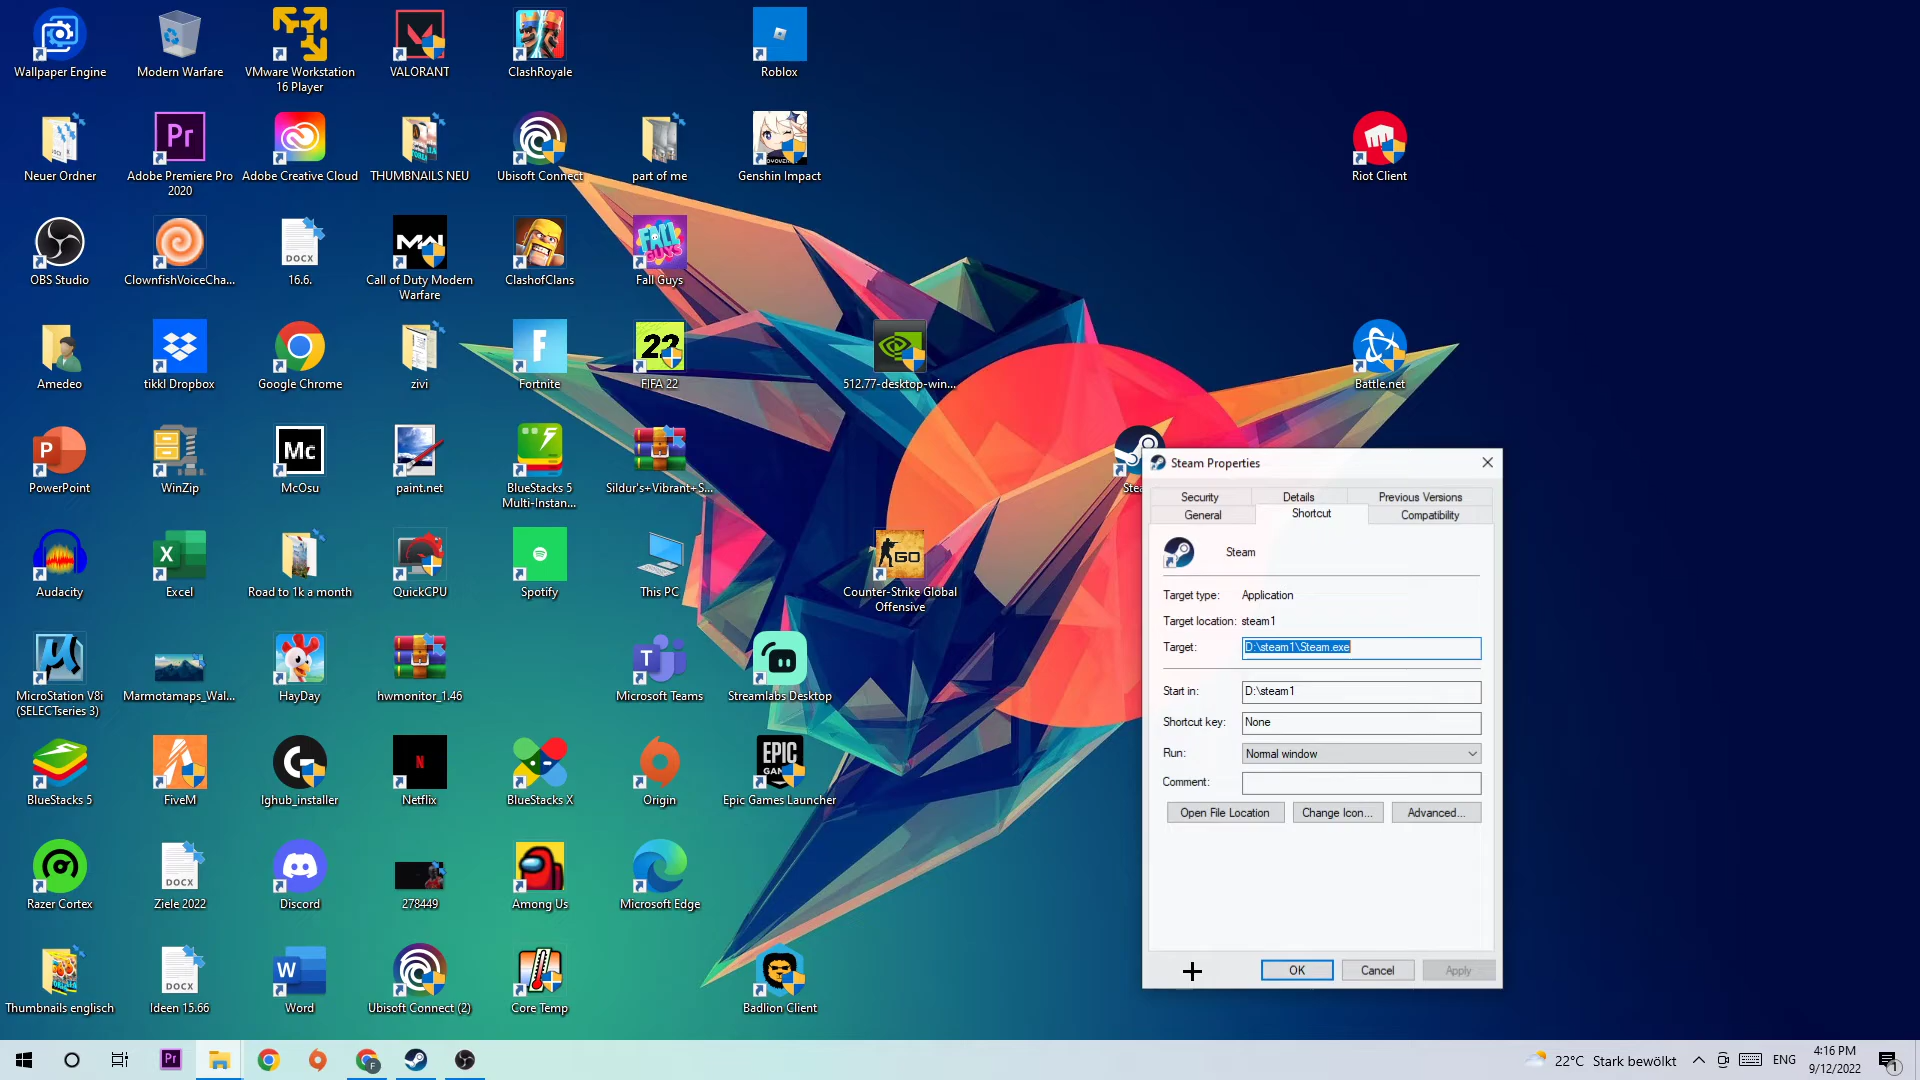 Wallpaper Engine
Modern Warfare
VMware Workstation
16 Player
VALORANT
ClashRoyale
Roblox
Neuer Ordner
Adobe Premiere Pro
2020
Adobe Creative Cloud
THUMBNAILS NEU
Ubisoft Connect
part of me
Genshin Impact
Riot Client
OBS Studio
ClownfishVoiceCha...
16.6.
Call of Duty Modern
Warfare
ClashofClans
Fall Guys
Amedeo
tikkl Dropbox
Google Chrome
zivi
Fortnite
FIFA 22
512.77-desktop-win...
Battle.net
PowerPoint
WinZip
McOsu
paint.net
BlueStacks 5
Multi-Instan...
Sildur's+Vibrant+S...
Stea
Audacity
Excel
Road to 1k a month
QuickCPU
Spotify
This PC
Counter-Strike Global
Offensive
MicroStation V8i
(SELECTseries 3)
Marmotamaps_Wal...
HayDay
hwmonitor_1.46
Microsoft Teams
Streamlabs Desktop
BlueStacks 5
FiveM
lghub_installer
Netflix
BlueStacks X
Origin
Epic Games Launcher
Razer Cortex
Ziele 2022
Discord
278449
Among Us
Microsoft Edge
Thumbnails englisch
Ideen 15.66
Word
Ubisoft Connect (2)
Core Temp
Badlion Client
Steam Properties
Security
Details
Previous Versions
General
Shortcut
Compatibility
Steam
Target type: Application
Target location: steam1
Target: D:\steam1\Steam.exe
Start in: D:\steam1
Shortcut key: None
Run: Normal window
Comment:
Open File Location
Change Icon...
Advanced...
OK
Cancel
Apply
22°C Stark bewölkt
ENG
4:16 PM
9/12/2022
1